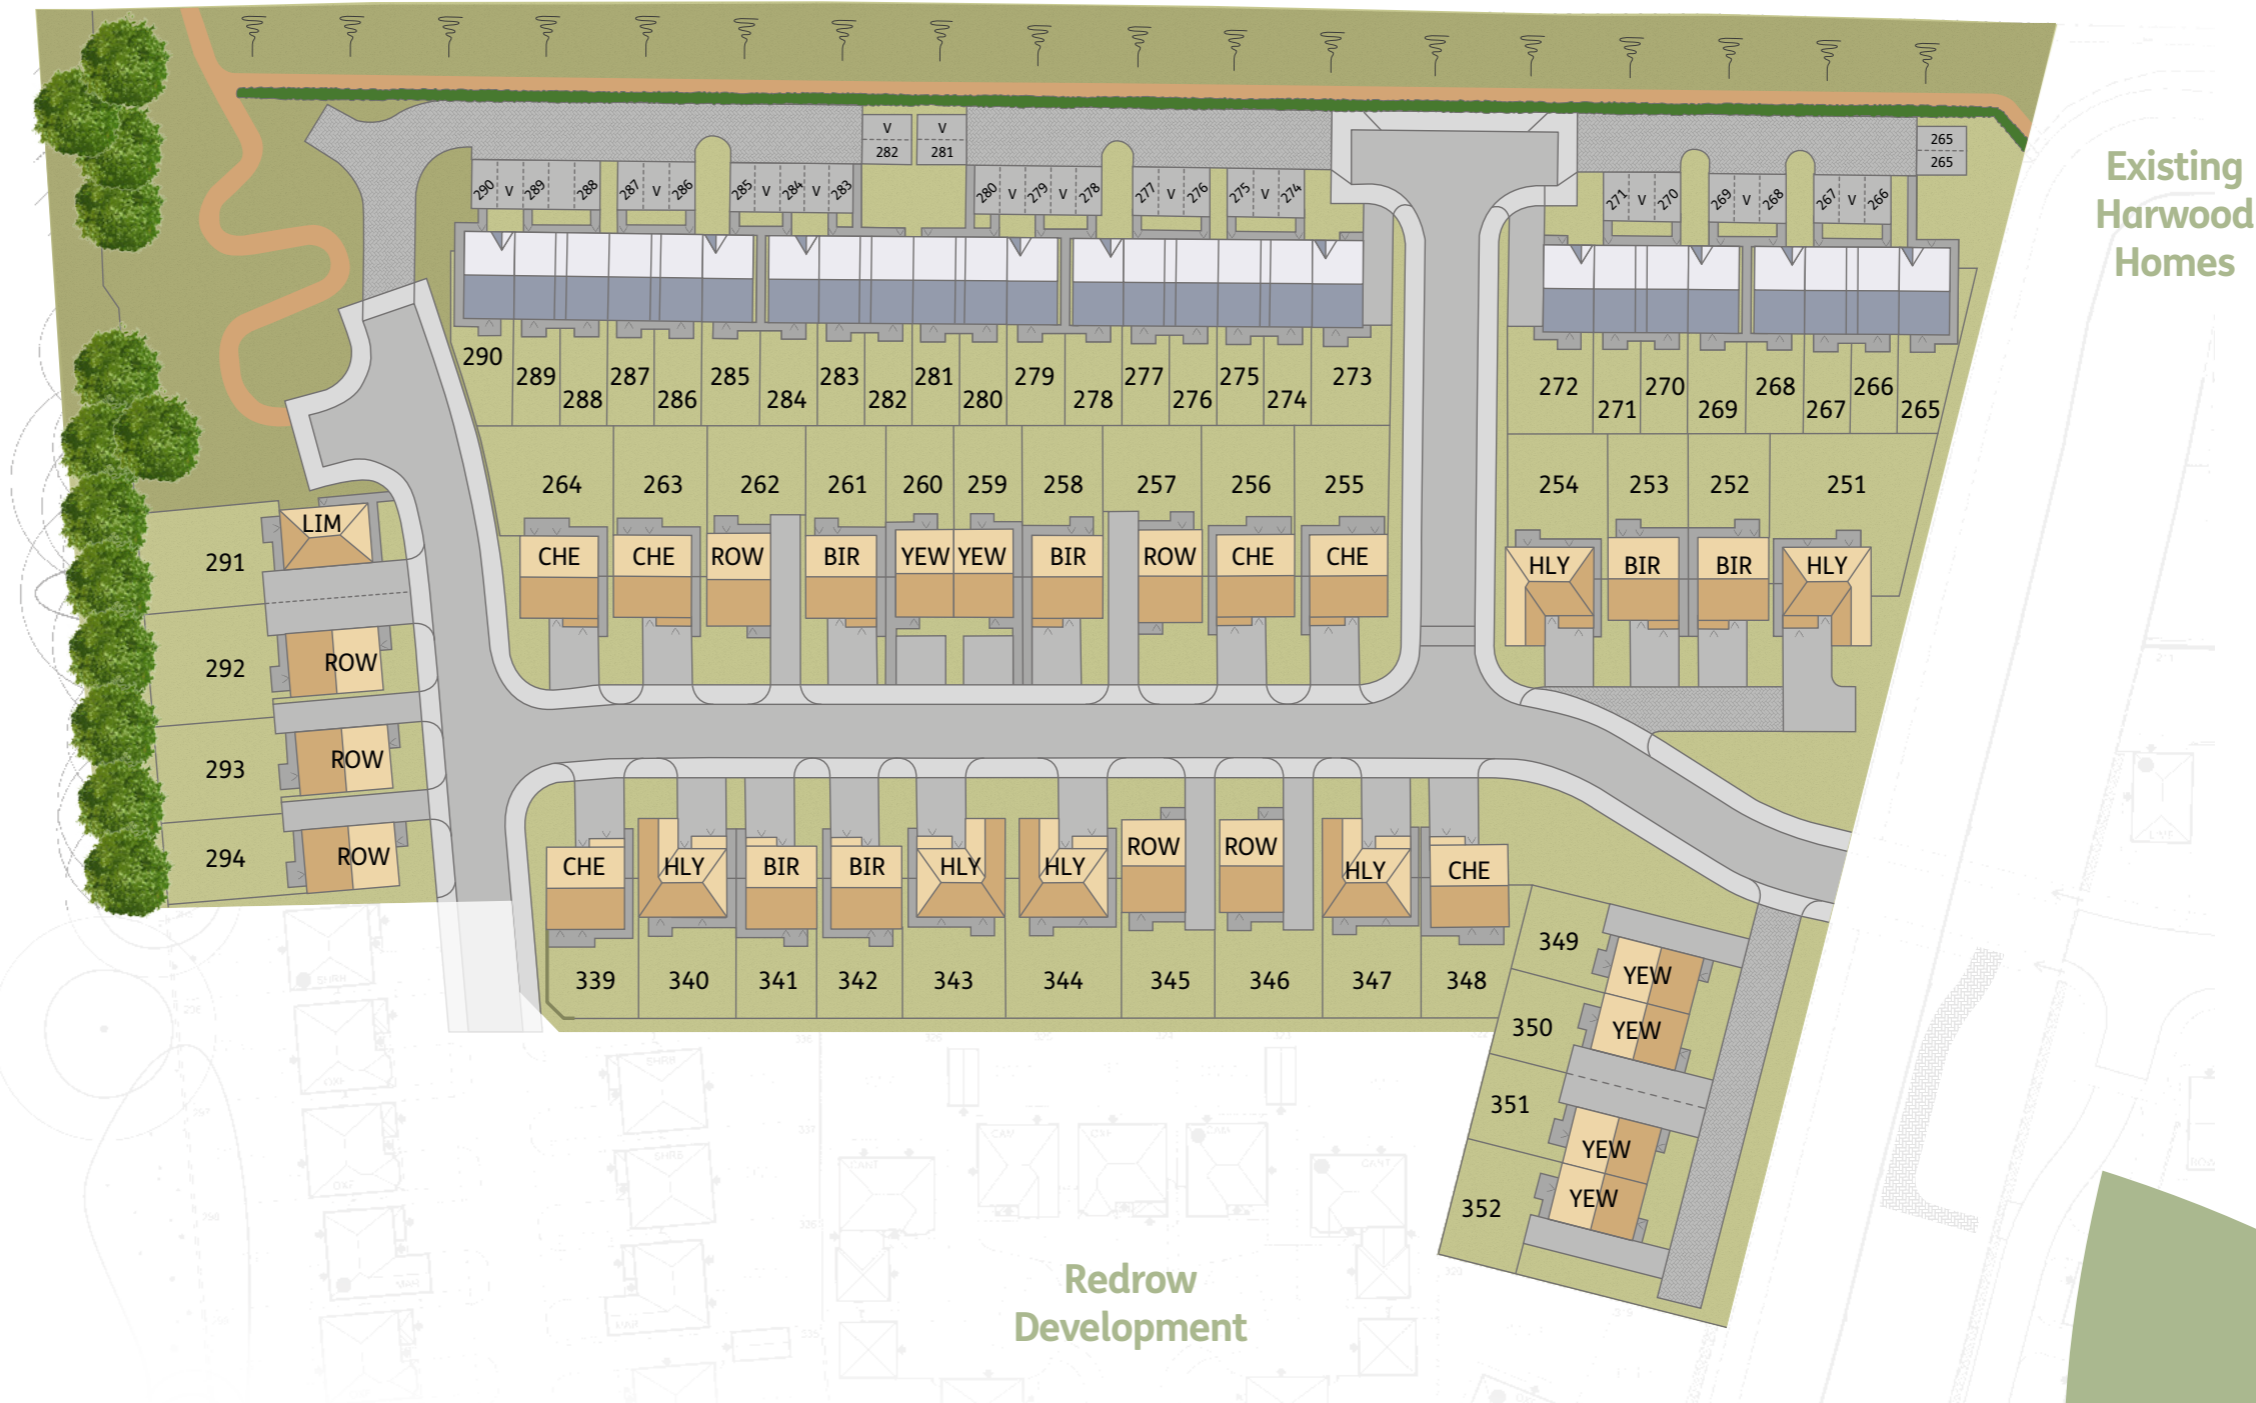 V
282
V
281
265
265
290
V
289
288
287
V
286
285
V
284
V
283
280
V
279
V
278
277
V
276
275
V
274
271
V
270
269
V
268
267
V
266
Existing
Harwood
Homes
290
289
288
287
286
285
284
283
282
281
280
279
278
277
276
275
274
273
272
271
270
269
268
267
266
265
264
263
262
261
260
259
258
257
256
255
254
253
252
251
CHE
CHE
ROW
BIR
YEW
YEW
BIR
ROW
CHE
CHE
HLY
BIR
BIR
HLY
LIM
291
292
ROW
293
ROW
294
ROW
CHE
HLY
BIR
BIR
HLY
HLY
ROW
ROW
HLY
CHE
339
340
341
342
343
344
345
346
347
348
349
YEW
350
YEW
351
YEW
352
YEW
Redrow
Development